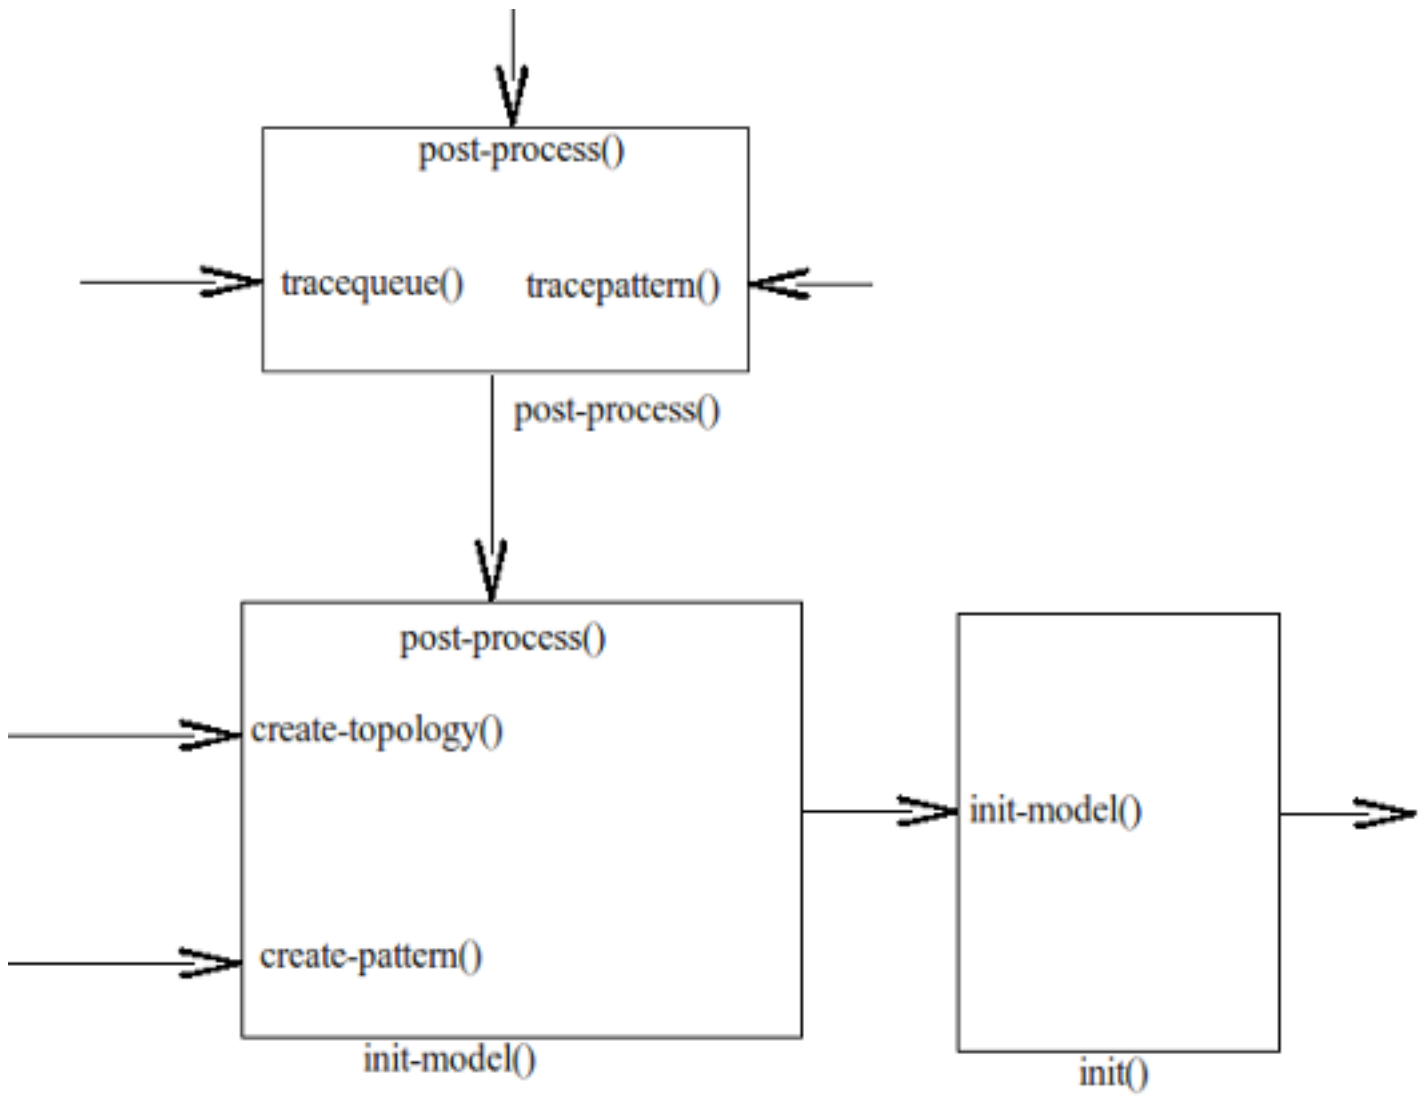 post-process()
tracequeue()
tracepattern()
post-process()
post-process()
create-topology()
init-model()
create-pattern()
init-model()
init()